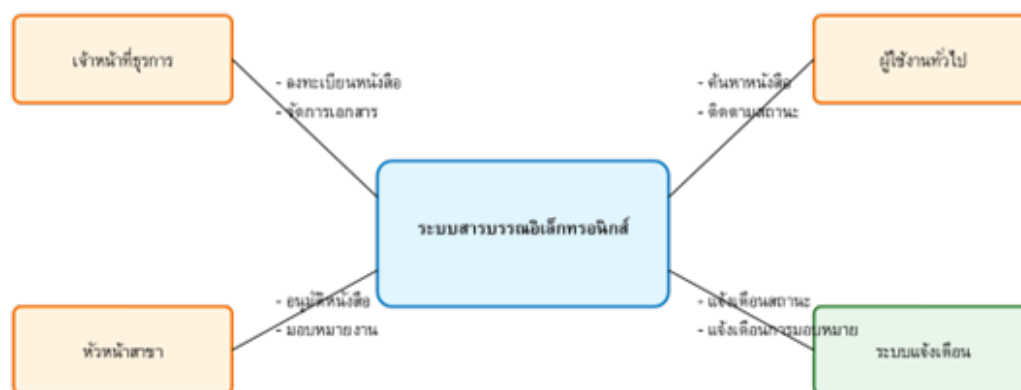 เจ้าหน้าที่ธุรการ
ผู้ใช้งานทั่วไป
- ลงทะเบียนหนังสือ
- จัดการเอกสาร
- ค้นหาหนังสือ
- ติดตามสถานะ
ระบบสารบรรณอิเล็กทรอนิกส์
- อนุมัติหนังสือ
- มอบหมายงาน
- แจ้งเตือนสถานะ
- แจ้งเตือนการมอบหมาย
หัวหน้าสาขา
ระบบแจ้งเตือน